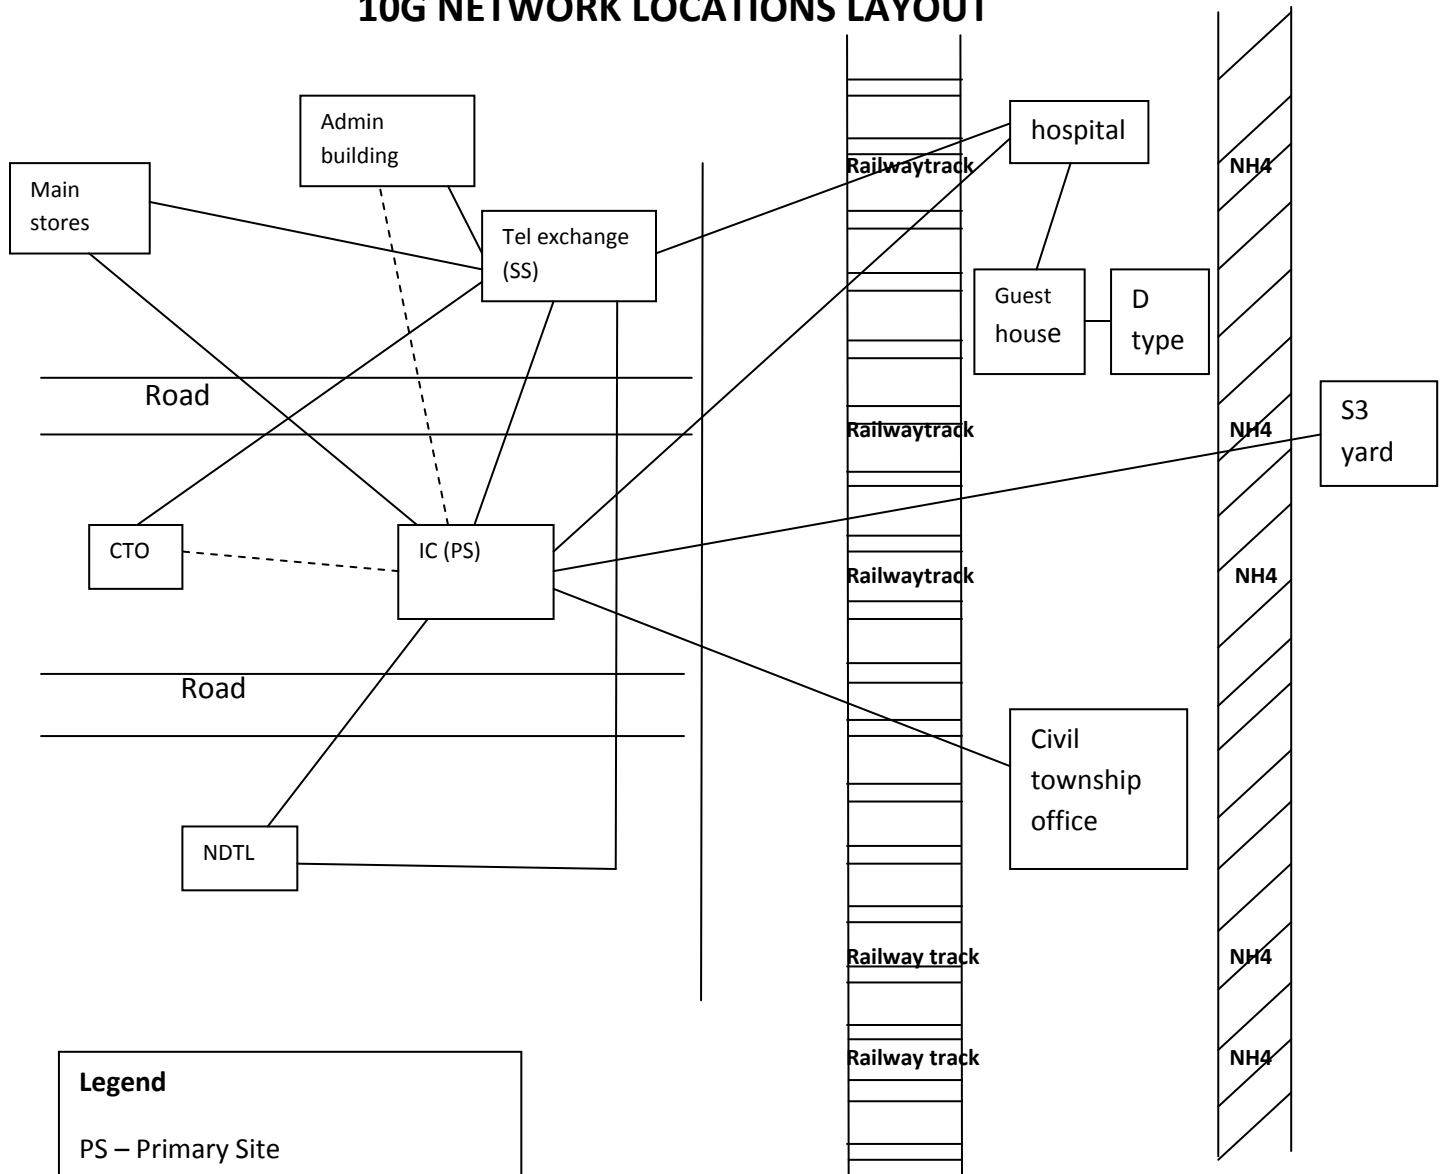 10G NETWORK LOCATIONS LAYOUT
Admin
building
hospital
Main
stores
Railwaytrack
NH4
Tel exchange
(SS)
Guest
house
D
type
Road
Railwaytrack
NH4
S3
yard
CTO
IC (PS)
Railwaytrack
NH4
Road
Civil
township
office
NDTL
Railway track
NH4
Railway track
NH4
Legend
PS – Primary Site